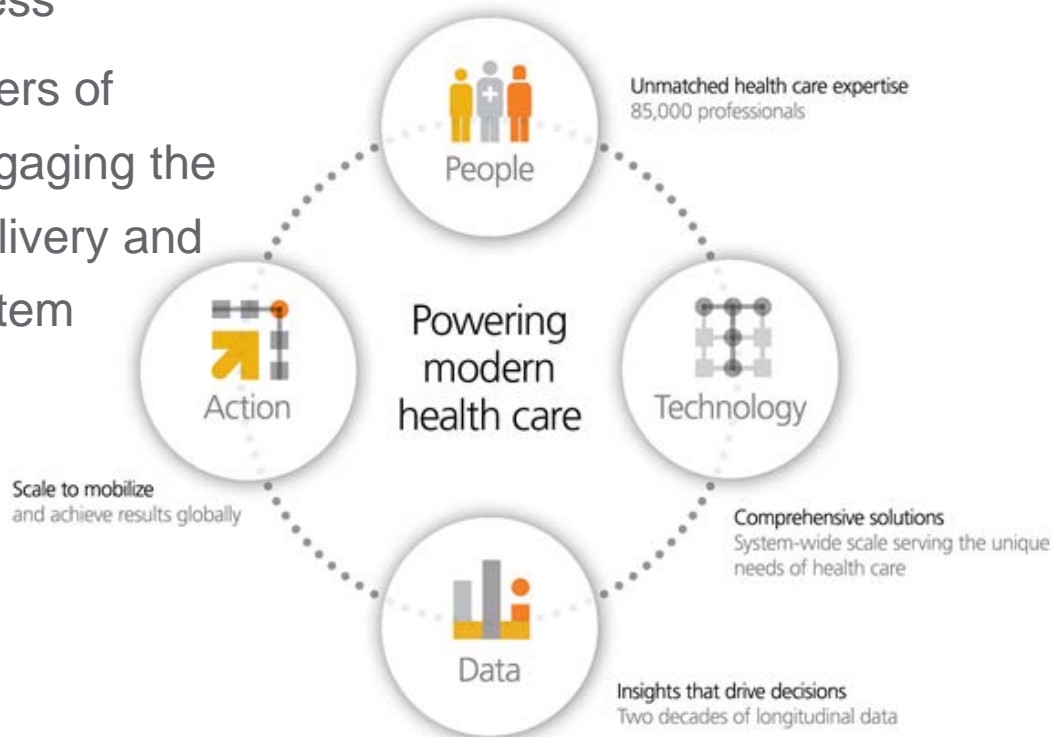 ers of
gaging the
livery and
tem
People
Unmatched health care expertise
85,000 professionals
Powering
modern
health care
Action
Technology
Scale to mobilize
and achieve results globally
Comprehensive solutions
System-wide scale serving the unique
needs of health care
Data
Insights that drive decisions
Two decades of longitudinal data